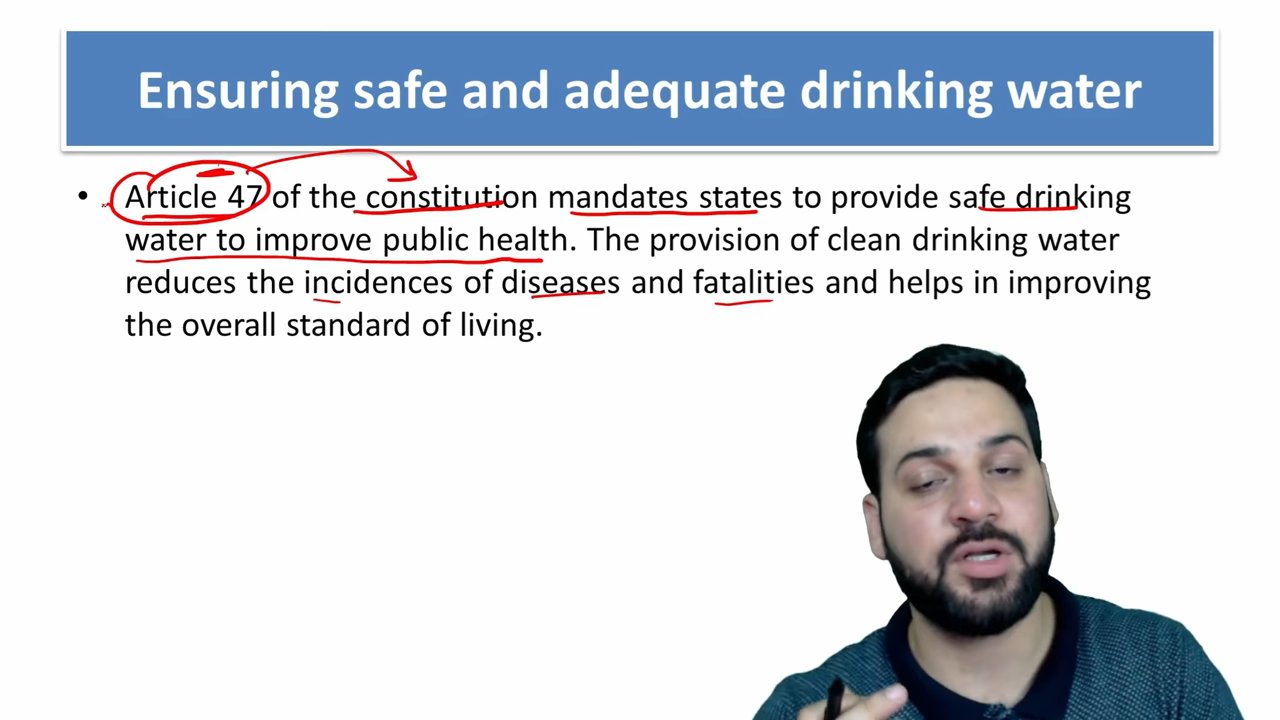 Ensuring safe and adequate drinking water
• Article 47 of the constitution mandates states to provide safe drinking
water to improve public health. The provision of clean drinking water
reduces the incidences of diseases and fatalities and helps in improving
the overall standard of living.